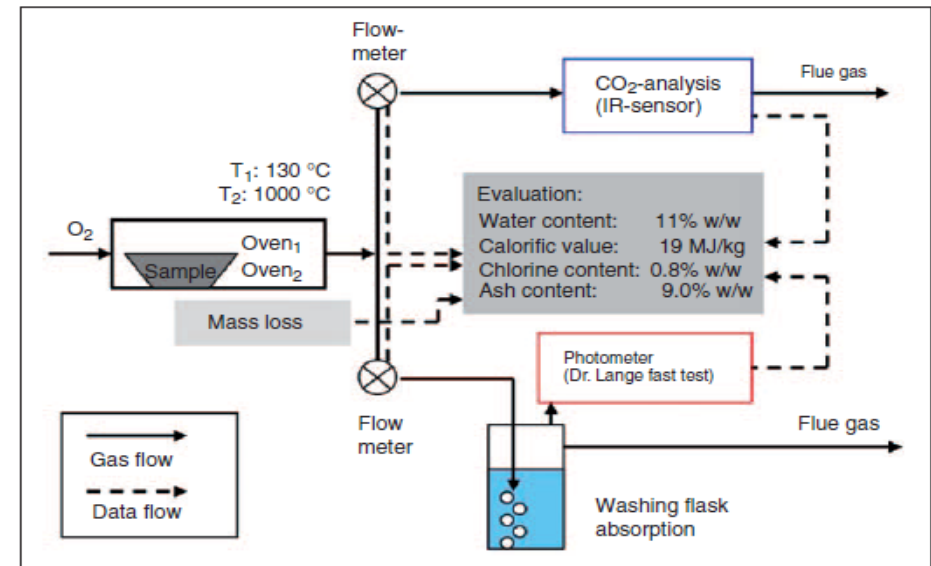 Flow-
meter
CO₂-analysis
(IR-sensor)
Flue gas
T₁: 130 °C
T₂: 1000 °C
O₂
Oven₁
Sample
Oven₂
Evaluation:
Water content: 11% w/w
Calorific value: 19 MJ/kg
Chlorine content: 0.8% w/w
Ash content: 9.0% w/w
Mass loss
Photometer
(Dr. Lange fast test)
Flow
meter
Flue gas
Gas flow
Data flow
Washing flask
absorption